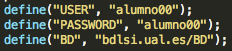 define("USER", "alumno00");
define("PASSWORD", "alumno00");
define("BD", "bdlsi.ual.es/BD");